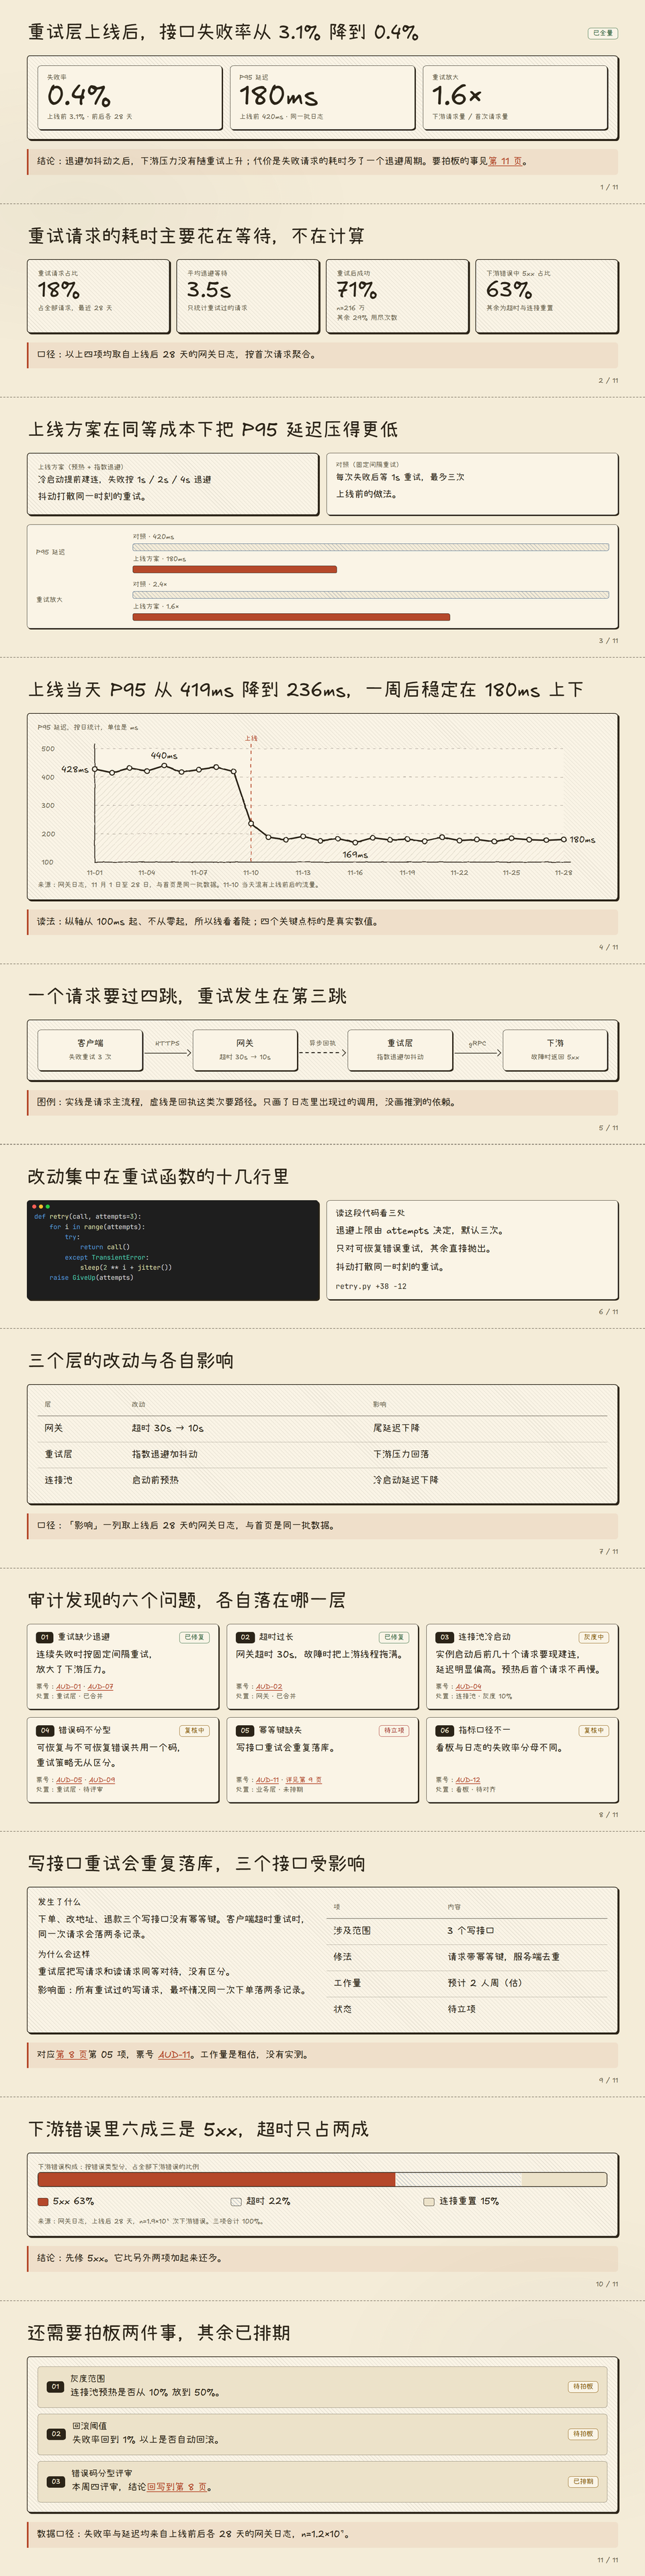 重试层上线后，接口失败率从 3.1% 降到 0.4%
已全量
失败率
0.4%
上线前 3.1% · 前后各 28 天
P95 延迟
180ms
上线前 420ms · 同一批日志
重试放大
1.6×
下游请求量 / 首次请求量
结论：退避加抖动之后，下游压力没有随重试上升；代价是失败请求的耗时多了一个退避周期。要拍板的事见第 11 页。
1 / 11
重试请求的耗时主要花在等待，不在计算
重试请求占比
18%
占全部请求，最近 28 天
平均退避等待
3.5s
只统计重试过的请求
重试后成功
71%
n=216 万
其余 29% 用尽次数
下游错误中 5xx 占比
63%
其余为超时与连接重置
口径：以上四项均取自上线后 28 天的网关日志，按首次请求聚合。
2 / 11
上线方案在同等成本下把 P95 延迟压得更低
上线方案（预热 + 指数退避）
冷启动提前建连，失败按 1s / 2s / 4s 退避
抖动打散同一时刻的重试。
对照（固定间隔重试）
每次失败后等 1s 重试，最多三次
上线前的做法。
P95 延迟
对照 · 420ms
上线方案 · 180ms
重试放大
对照 · 2.4×
上线方案 · 1.6×
3 / 11
上线当天 P95 从 419ms 降到 236ms，一周后稳定在 180ms 上下
P95 延迟，按日统计，单位是 ms
上线
500
400
300
200
100
428ms
440ms
169ms
180ms
11-01
11-04
11-07
11-10
11-13
11-16
11-19
11-22
11-25
11-28
来源：网关日志，11 月 1 日至 28 日，与首页是同一批数据。11-10 当天混有上线前后的流量。
读法：纵轴从 100ms 起、不从零起，所以线看着陡；四个关键点标的是真实数值。
4 / 11
一个请求要过四跳，重试发生在第三跳
客户端
失败重试 3 次
HTTPS
网关
超时 30s → 10s
异步回执
重试层
指数退避加抖动
gRPC
下游
故障时返回 5xx
图例：实线是请求主流程，虚线是回执这类次要路径。只画了日志里出现过的调用，没画推测的依赖。
5 / 11
改动集中在重试函数的十几行里
def retry(call, attempts=3):
for i in range(attempts):
try:
return call()
except TransientError:
sleep(2 ** i + jitter())
raise GiveUp(attempts)
读这段代码看三处
退避上限由 attempts 决定，默认三次。
只对可恢复错误重试，其余直接抛出。
抖动打散同一时刻的重试。
retry.py +38 -12
6 / 11
三个层的改动与各自影响
层
改动
影响
网关
超时 30s → 10s
尾延迟下降
重试层
指数退避加抖动
下游压力回落
连接池
启动前预热
冷启动延迟下降
口径：「影响」一列取上线后 28 天的网关日志，与首页是同一批数据。
7 / 11
审计发现的六个问题，各自落在哪一层
01 重试缺少退避
已修复
连续失败时按固定间隔重试，
放大了下游压力。
票号：AUD-01 · AUD-07
处置：重试层 · 已合并
02 超时过长
已修复
网关超时 30s，故障时把上游线程拖满。
票号：AUD-02
处置：网关 · 已合并
03 连接池冷启动
灰度中
实例启动后前几十个请求要现建连，
延迟明显偏高。预热后首个请求不再慢。
票号：AUD-04
处置：连接池 · 灰度 10%
04 错误码不分型
复核中
可恢复与不可恢复错误共用一个码，
重试策略无从区分。
票号：AUD-05 · AUD-09
处置：重试层 · 待评审
05 幂等键缺失
待立项
写接口重试会重复落库。
票号：AUD-11 · 详见第 9 页
处置：业务层 · 未排期
06 指标口径不一
复核中
看板与日志的失败率分母不同。
票号：AUD-12
处置：看板 · 待对齐
8 / 11
写接口重试会重复落库，三个接口受影响
发生了什么
下单、改地址、退款三个写接口没有幂等键。客户端超时重试时，
同一次请求会落两条记录。
为什么会这样
重试层把写请求和读请求同等对待，没有区分。
影响面：所有重试过的写请求，最坏情况同一次下单落两条记录。
项
内容
涉及范围
3 个写接口
修法
请求带幂等键，服务端去重
工作量
预计 2 人周（估）
状态
待立项
对应第 8 页第 05 项，票号 AUD-11。工作量是粗估，没有实测。
9 / 11
下游错误里六成三是 5xx，超时只占两成
下游错误构成：按错误类型分，占全部下游错误的比例
5xx 63%
超时 22%
连接重置 15%
来源：网关日志，上线后 28 天，
次下游错误。三项合计 100%。
结论：先修 5xx。它比另外两项加起来还多。
10 / 11
还需要拍板两件事，其余已排期
01
灰度范围
连接池预热是否从 10% 放到 50%。
待拍板
02
回滚阈值
失败率回到 1% 以上是否自动回滚。
待拍板
03
错误码分型评审
本周四评审，结论回写到第 8 页。
已排期
数据口径：失败率与延迟均来自上线前后各 28 天的网关日志，
11 / 11